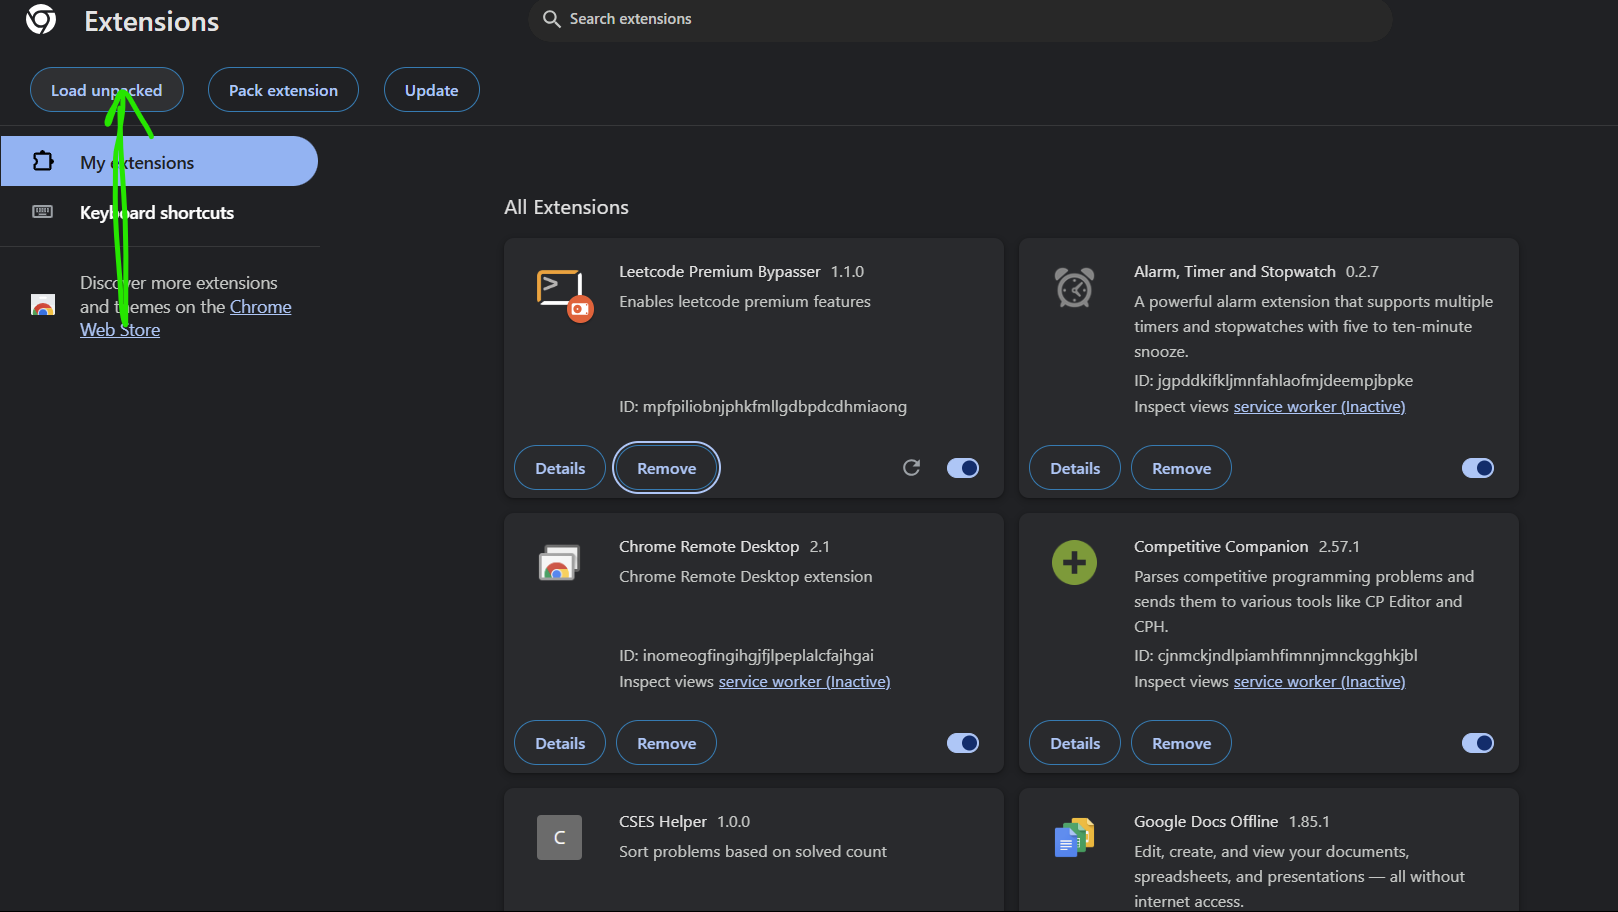 Extensions
Search extensions
Load unpacked
Pack extension
Update
My extensions
Keyboard shortcuts
Discover more extensions
and themes on the Chrome
Web Store
All Extensions
Leetcode Premium Bypasser 1.1.0
Enables leetcode premium features
ID: mpfpiliobnjphkfmllgdbpdcdhmiaong
Details
Remove
Alarm, Timer and Stopwatch 0.2.7
A powerful alarm extension that supports multiple
timers and stopwatches with five to ten-minute
snooze.
ID: jgpddkifkljmnfahlaofmjdeempjbpke
Inspect views service worker (Inactive)
Details
Remove
Chrome Remote Desktop 2.1
Chrome Remote Desktop extension
ID: inomeogfingihgjfjlpeplalcfajhgai
Inspect views service worker (Inactive)
Details
Remove
Competitive Companion 2.57.1
Parses competitive programming problems and
sends them to various tools like CP Editor and
CPH.
ID: cjnmckjndlpiamhfimnnjmnckgghkjbl
Inspect views service worker (Inactive)
Details
Remove
C
CSES Helper 1.0.0
Sort problems based on solved count
Google Docs Offline 1.85.1
Edit, create, and view your documents,
spreadsheets, and presentations — all without
internet access.